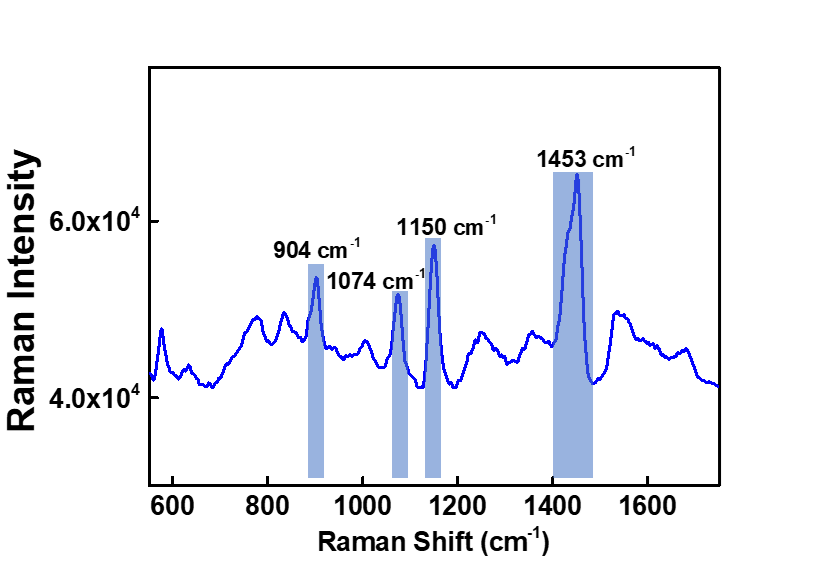 1453 cm⁻¹
1150 cm⁻¹
904 cm⁻¹
1074 cm⁻¹
Raman Intensity
6.0x10⁴
4.0x10⁴
600 800 1000 1200 1400 1600
Raman Shift (cm⁻¹)